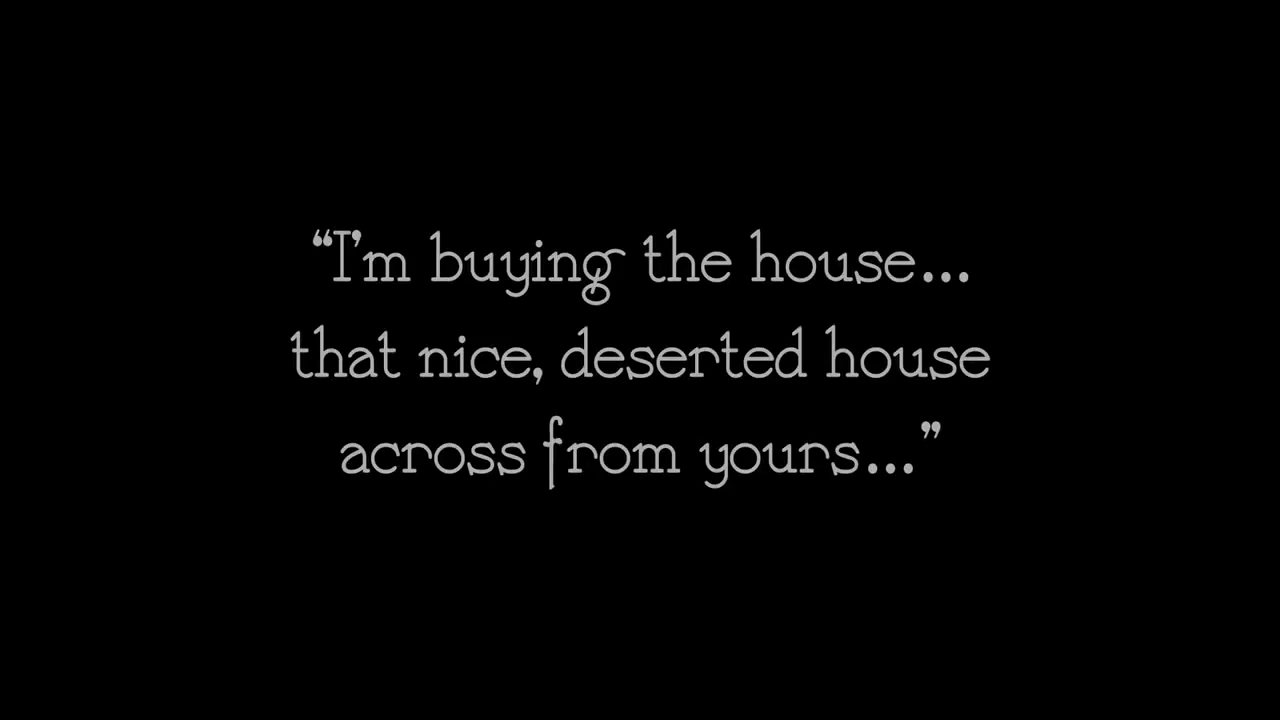 “I’m buying the house...
that nice, deserted house
across from yours...”